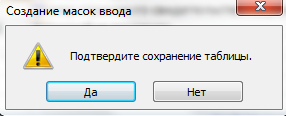 Создание масок ввода
Подтвердите сохранение таблицы.
Да
Нет